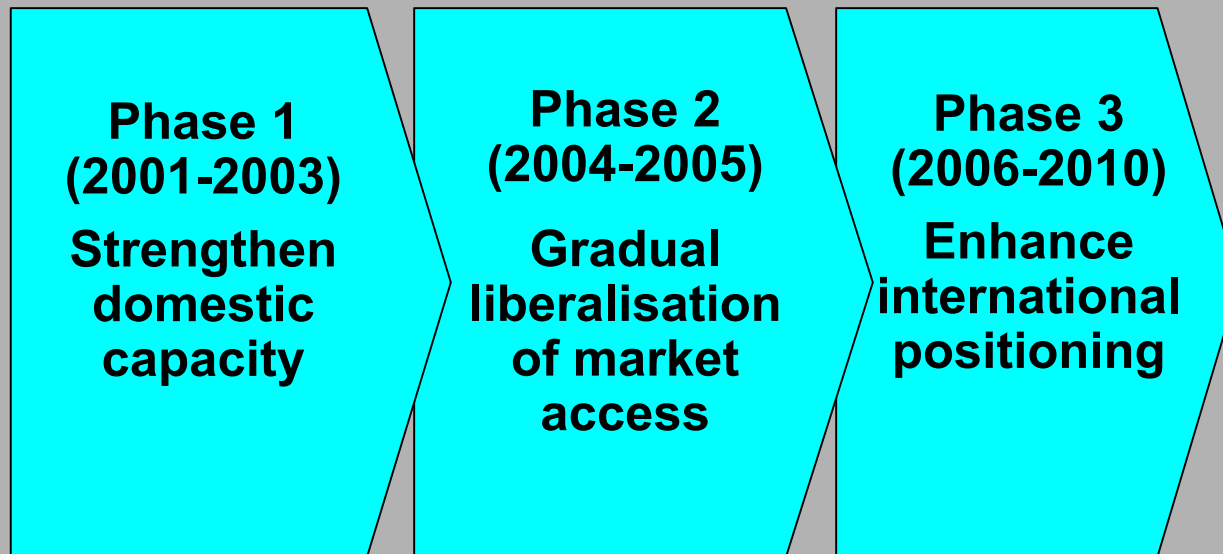 Phase 1
(2001-2003)
Strengthen
domestic
capacity
Phase 2
(2004-2005)
Gradual
liberalisation
of market
access
Phase 3
(2006-2010)
Enhance
international
positioning